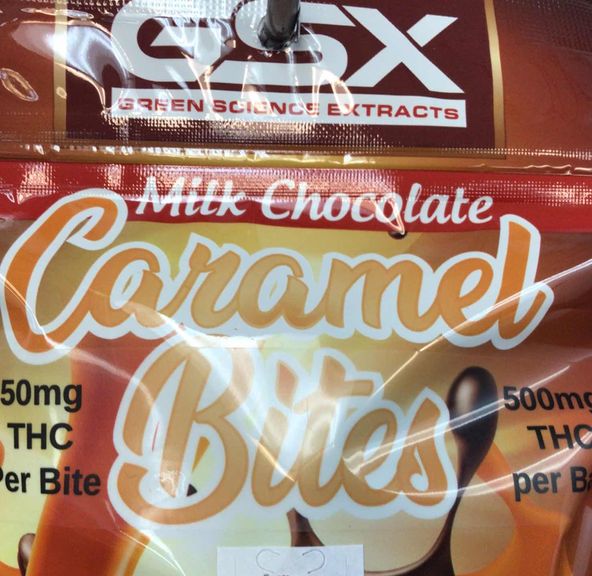 GSX
GREEN SCIENCE EXTRACTS
Milk Chocolate
Caramel
Bites
50mg
THC
Per Bite
500mg
THC
per